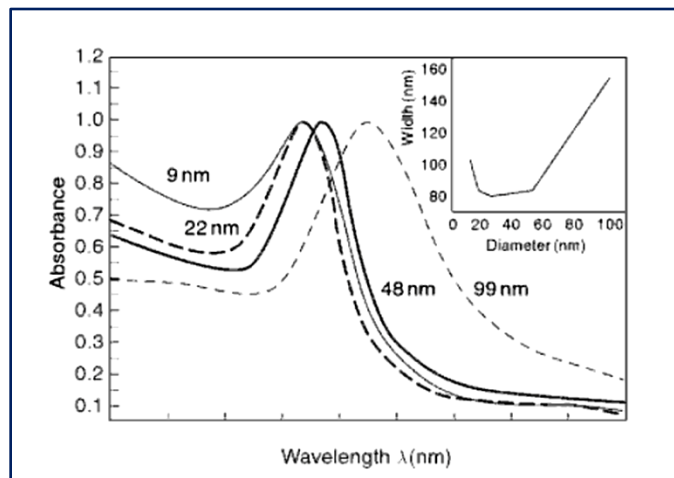 1.2
1.1
1.0
0.9
0.8
0.7
0.6
0.5
0.4
0.3
0.2
0.1
Absorbance
9 nm
22 nm
48 nm
99 nm
Wavelength λ(nm)
160
140
120
100
80
Width (nm)
0 20 40 60 80 100
Diameter (nm)